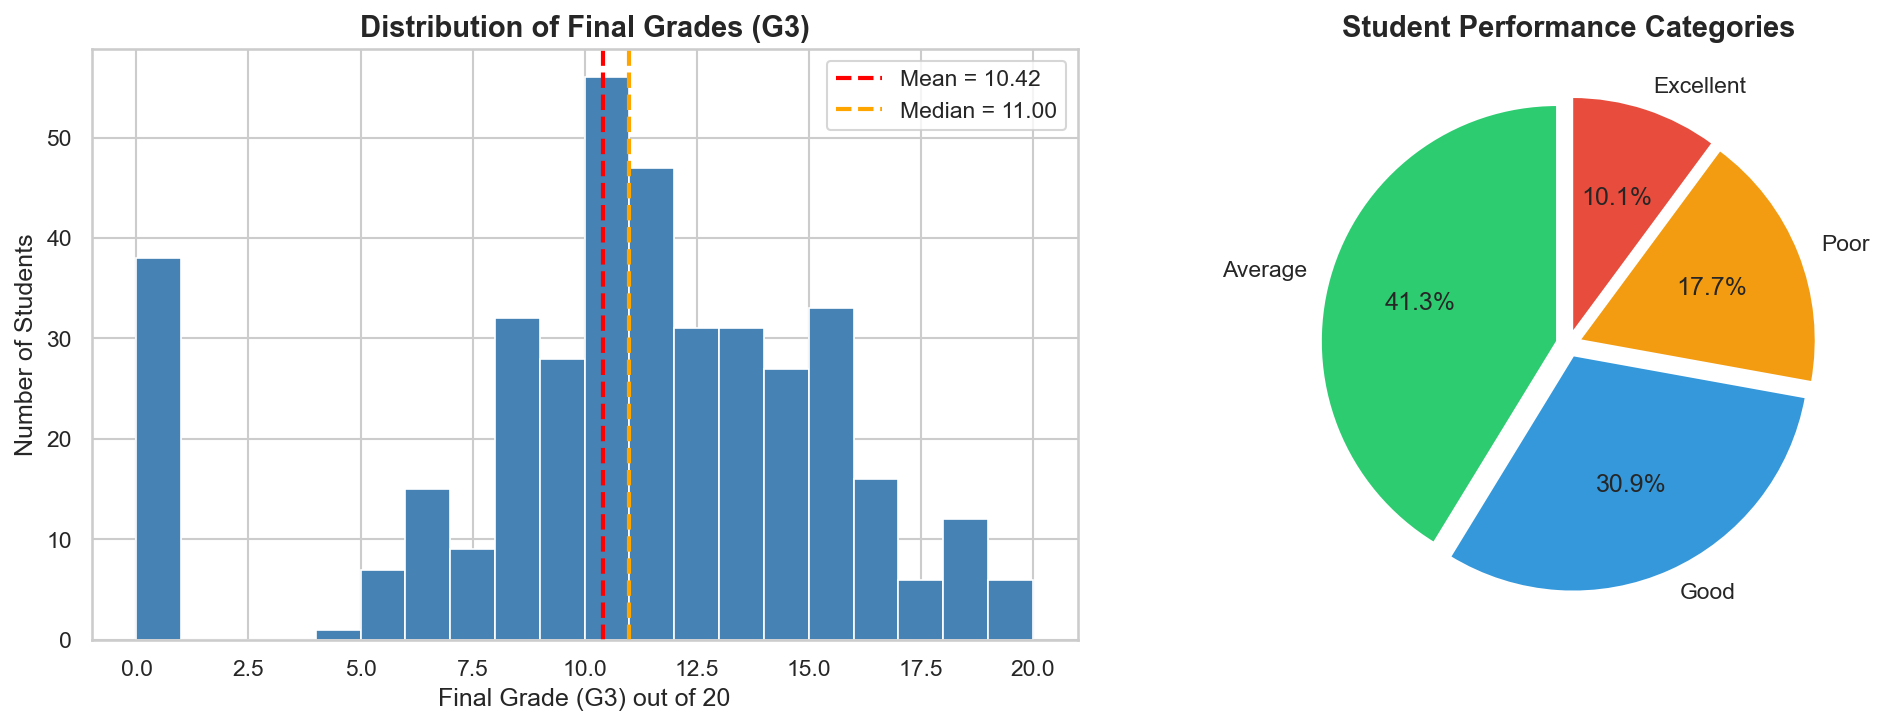 Distribution of Final Grades (G3)
Mean = 10.42
Median = 11.00
Number of Students
50
40
30
20
10
0
0.0 2.5 5.0 7.5 10.0 12.5 15.0 17.5 20.0
Final Grade (G3) out of 20
Student Performance Categories
Excellent
10.1%
Poor
17.7%
Average
41.3%
30.9%
Good